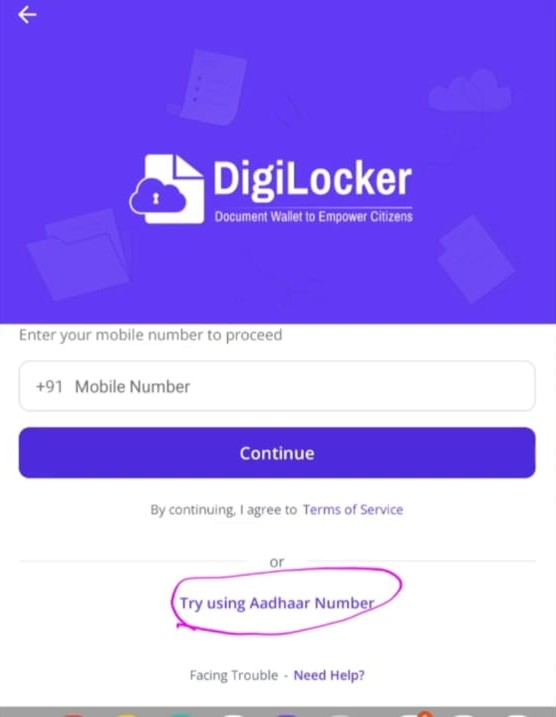 DigiLocker
Document Wallet to Empower Citizens
Enter your mobile number to proceed
+91 Mobile Number
Continue
By continuing, I agree to Terms of Service
or
Try using Aadhaar Number
Facing Trouble - Need Help?